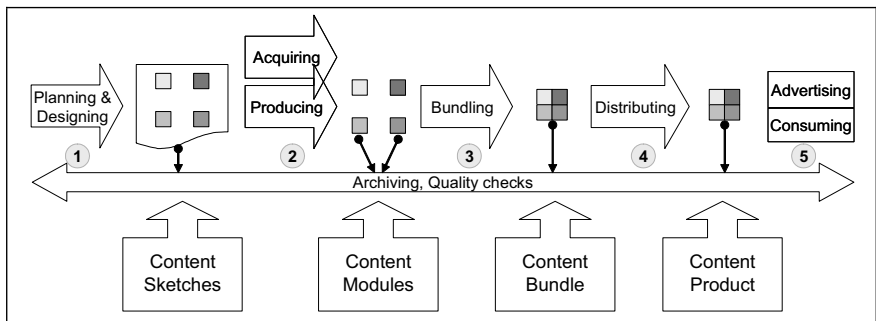 Planning &
Designing
1
Acquiring
Producing
2
Bundling
3
Distributing
4
Advertising
Consuming
5
Archiving, Quality checks
Content
Sketches
Content
Modules
Content
Bundle
Content
Product